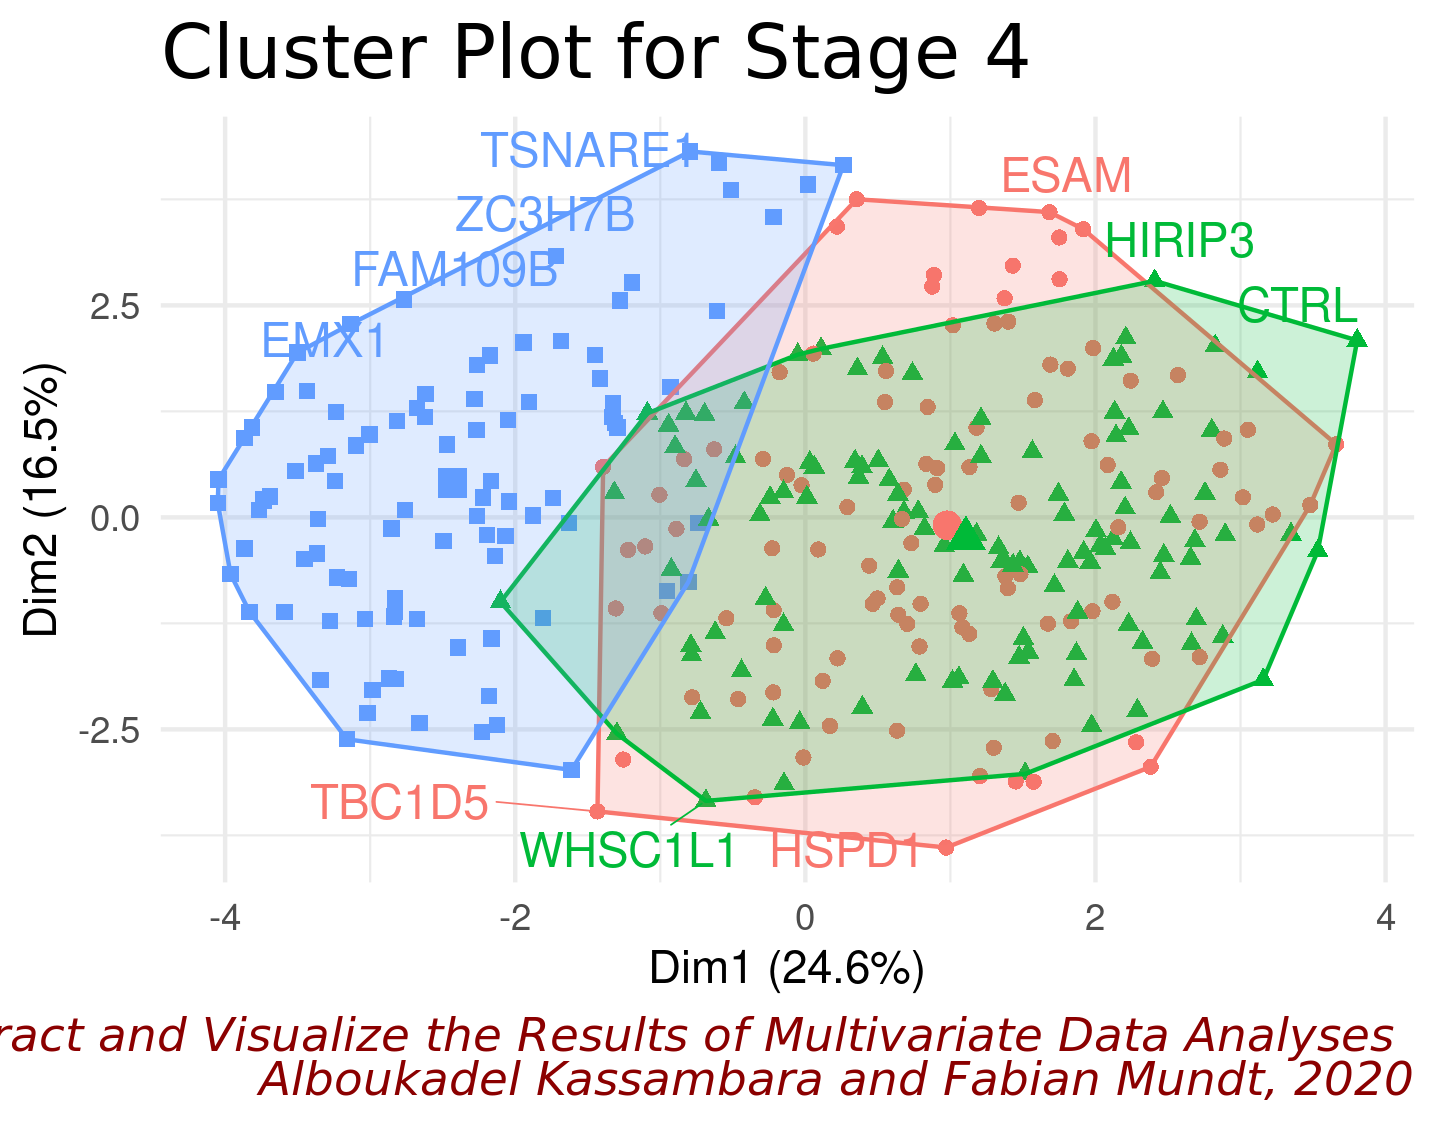 Cluster Plot for Stage 4
TSNARE1
ESAM
ZC3H7B
HIRIP3
FAM109B
CTRL
EMX1
2.5
0.0
-2.5
Dim2 (16.5%)
TBC1D5
WHSC1L1
HSPD1
-4 -2 0 2 4
Dim1 (24.6%)
ract and Visualize the Results of Multivariate Data Analyses
Alboukadel Kassambara and Fabian Mundt, 2020